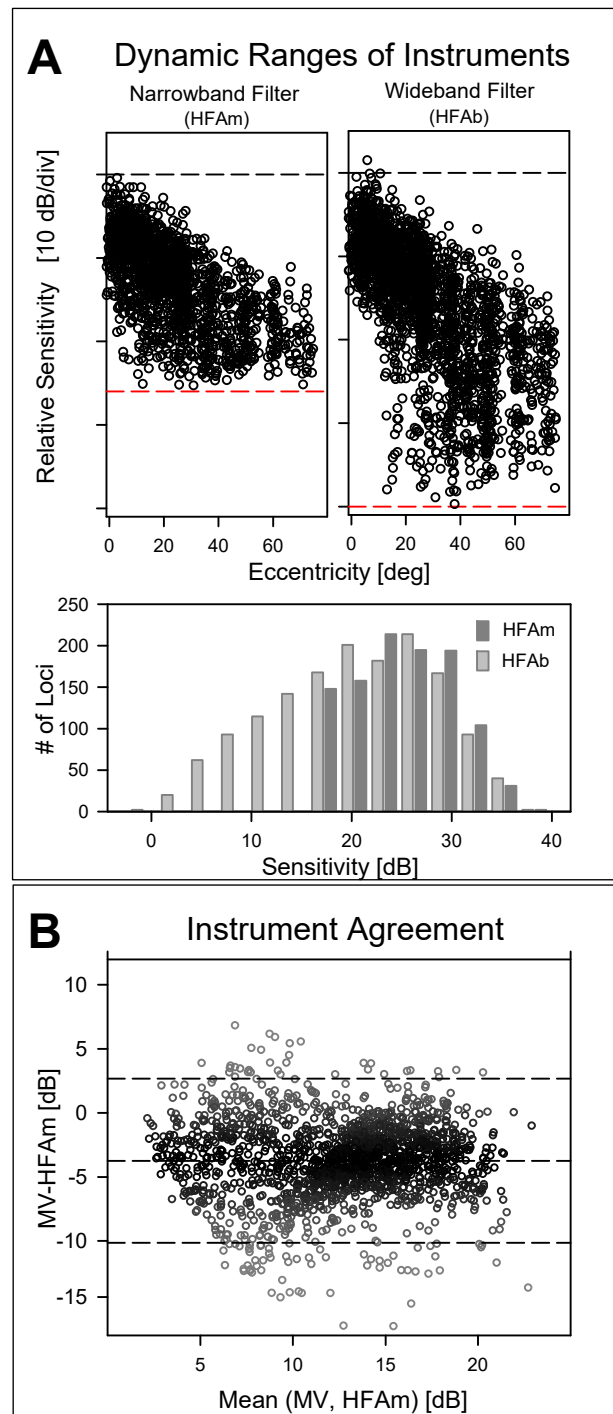 A Dynamic Ranges of Instruments
Narrowband Filter
(HFAm)
Wideband Filter
(HFAb)
Relative Sensitivity [10 dB/div]
0 20 40 60
0 20 40 60
Eccentricity [deg]
250
200
150
100
50
0
# of Loci
HFAm
HFAb
0 10 20 30 40
Sensitivity [dB]
B Instrument Agreement
10
5
0
-5
-10
-15
MV-HFAm [dB]
5 10 15 20
Mean (MV, HFAm) [dB]